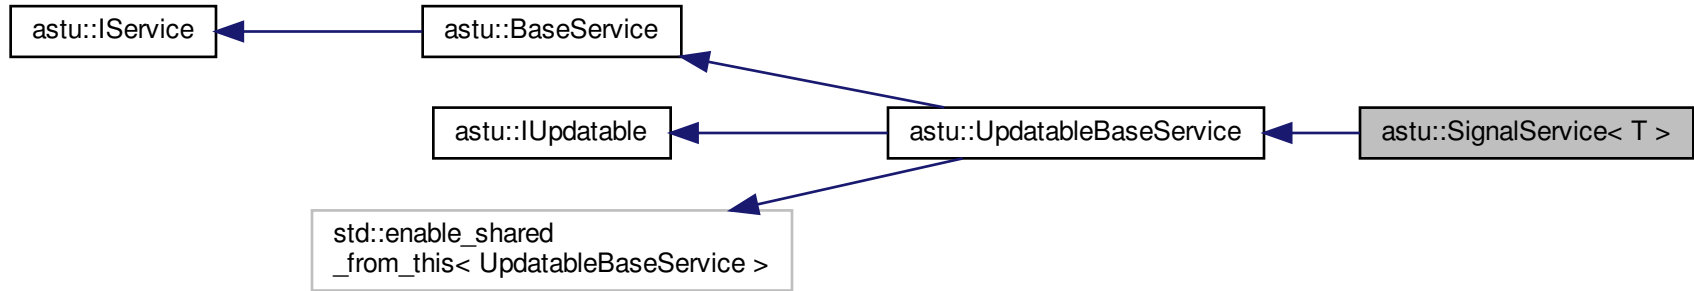 astu::IService
astu::BaseService
astu::IUpdatable
astu::UpdatableBaseService
astu::SignalService< T >
std::enable_shared
_from_this< UpdatableBaseService >